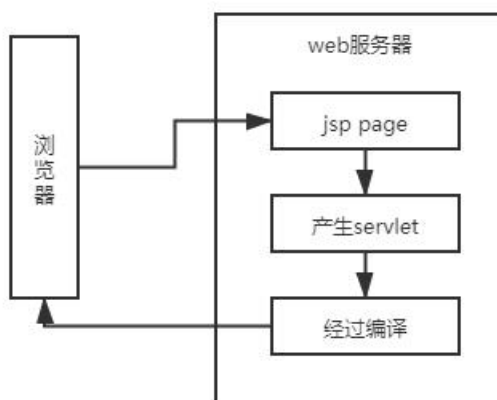 web服务器
浏
览
器
jsp page
产生servlet
经过编译